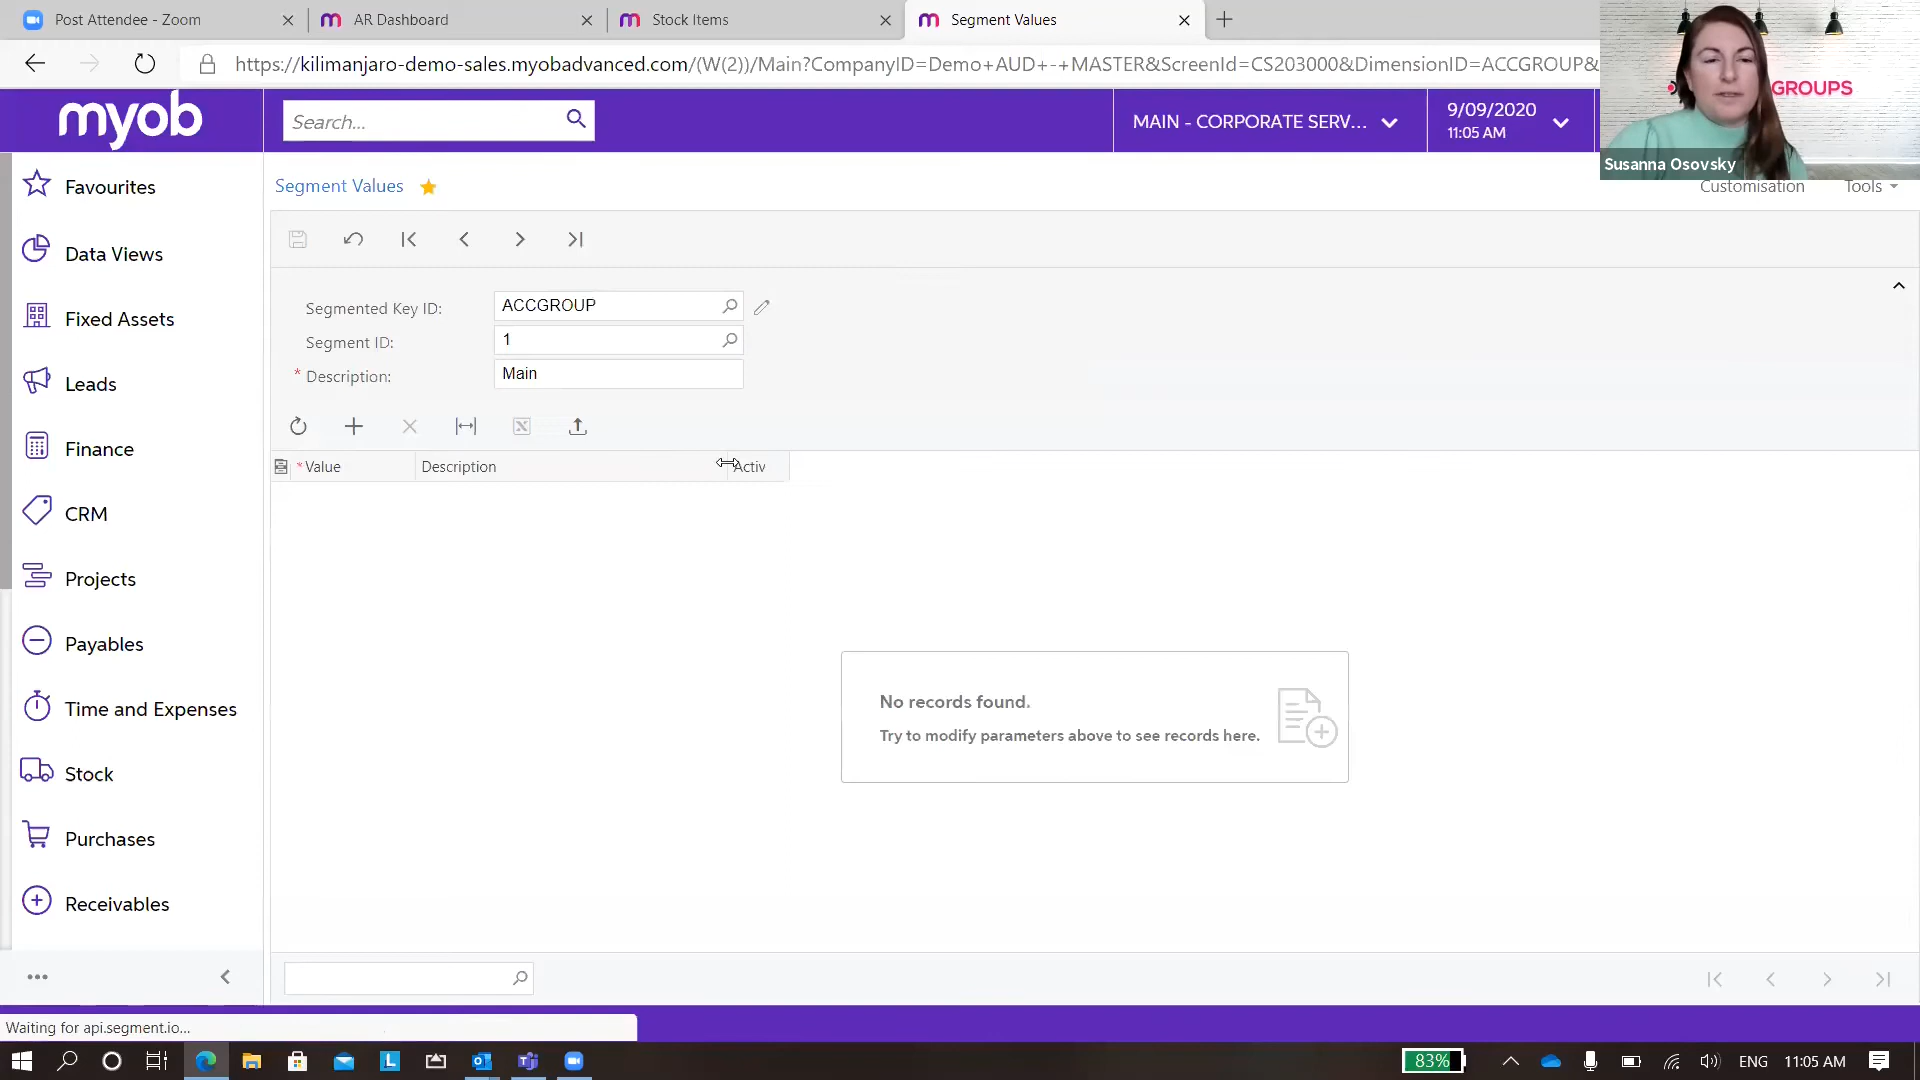 Post Attendee - Zoom
AR Dashboard
Stock Items
Segment Values
https://kilimanjaro-demo-sales.myobadvanced.com/(W(2))/Main?CompanyID=Demo+AUD+-+MASTER&ScreenId=CS203000&DimensionID=ACCGROUP&
GROUPS
Susanna Osovsky
myob
Search...
MAIN - CORPORATE SERV...
9/09/2020
11:05 AM
Favourites
Data Views
Fixed Assets
Leads
Finance
CRM
Projects
Payables
Time and Expenses
Stock
Purchases
Receivables
Segment Values
Customisation
Tools
Segmented Key ID:
ACCGROUP
Segment ID:
1
* Description:
Main
* Value
Description
Activ
No records found.
Try to modify parameters above to see records here.
Waiting for api.segment.io...
83%
ENG
11:05 AM